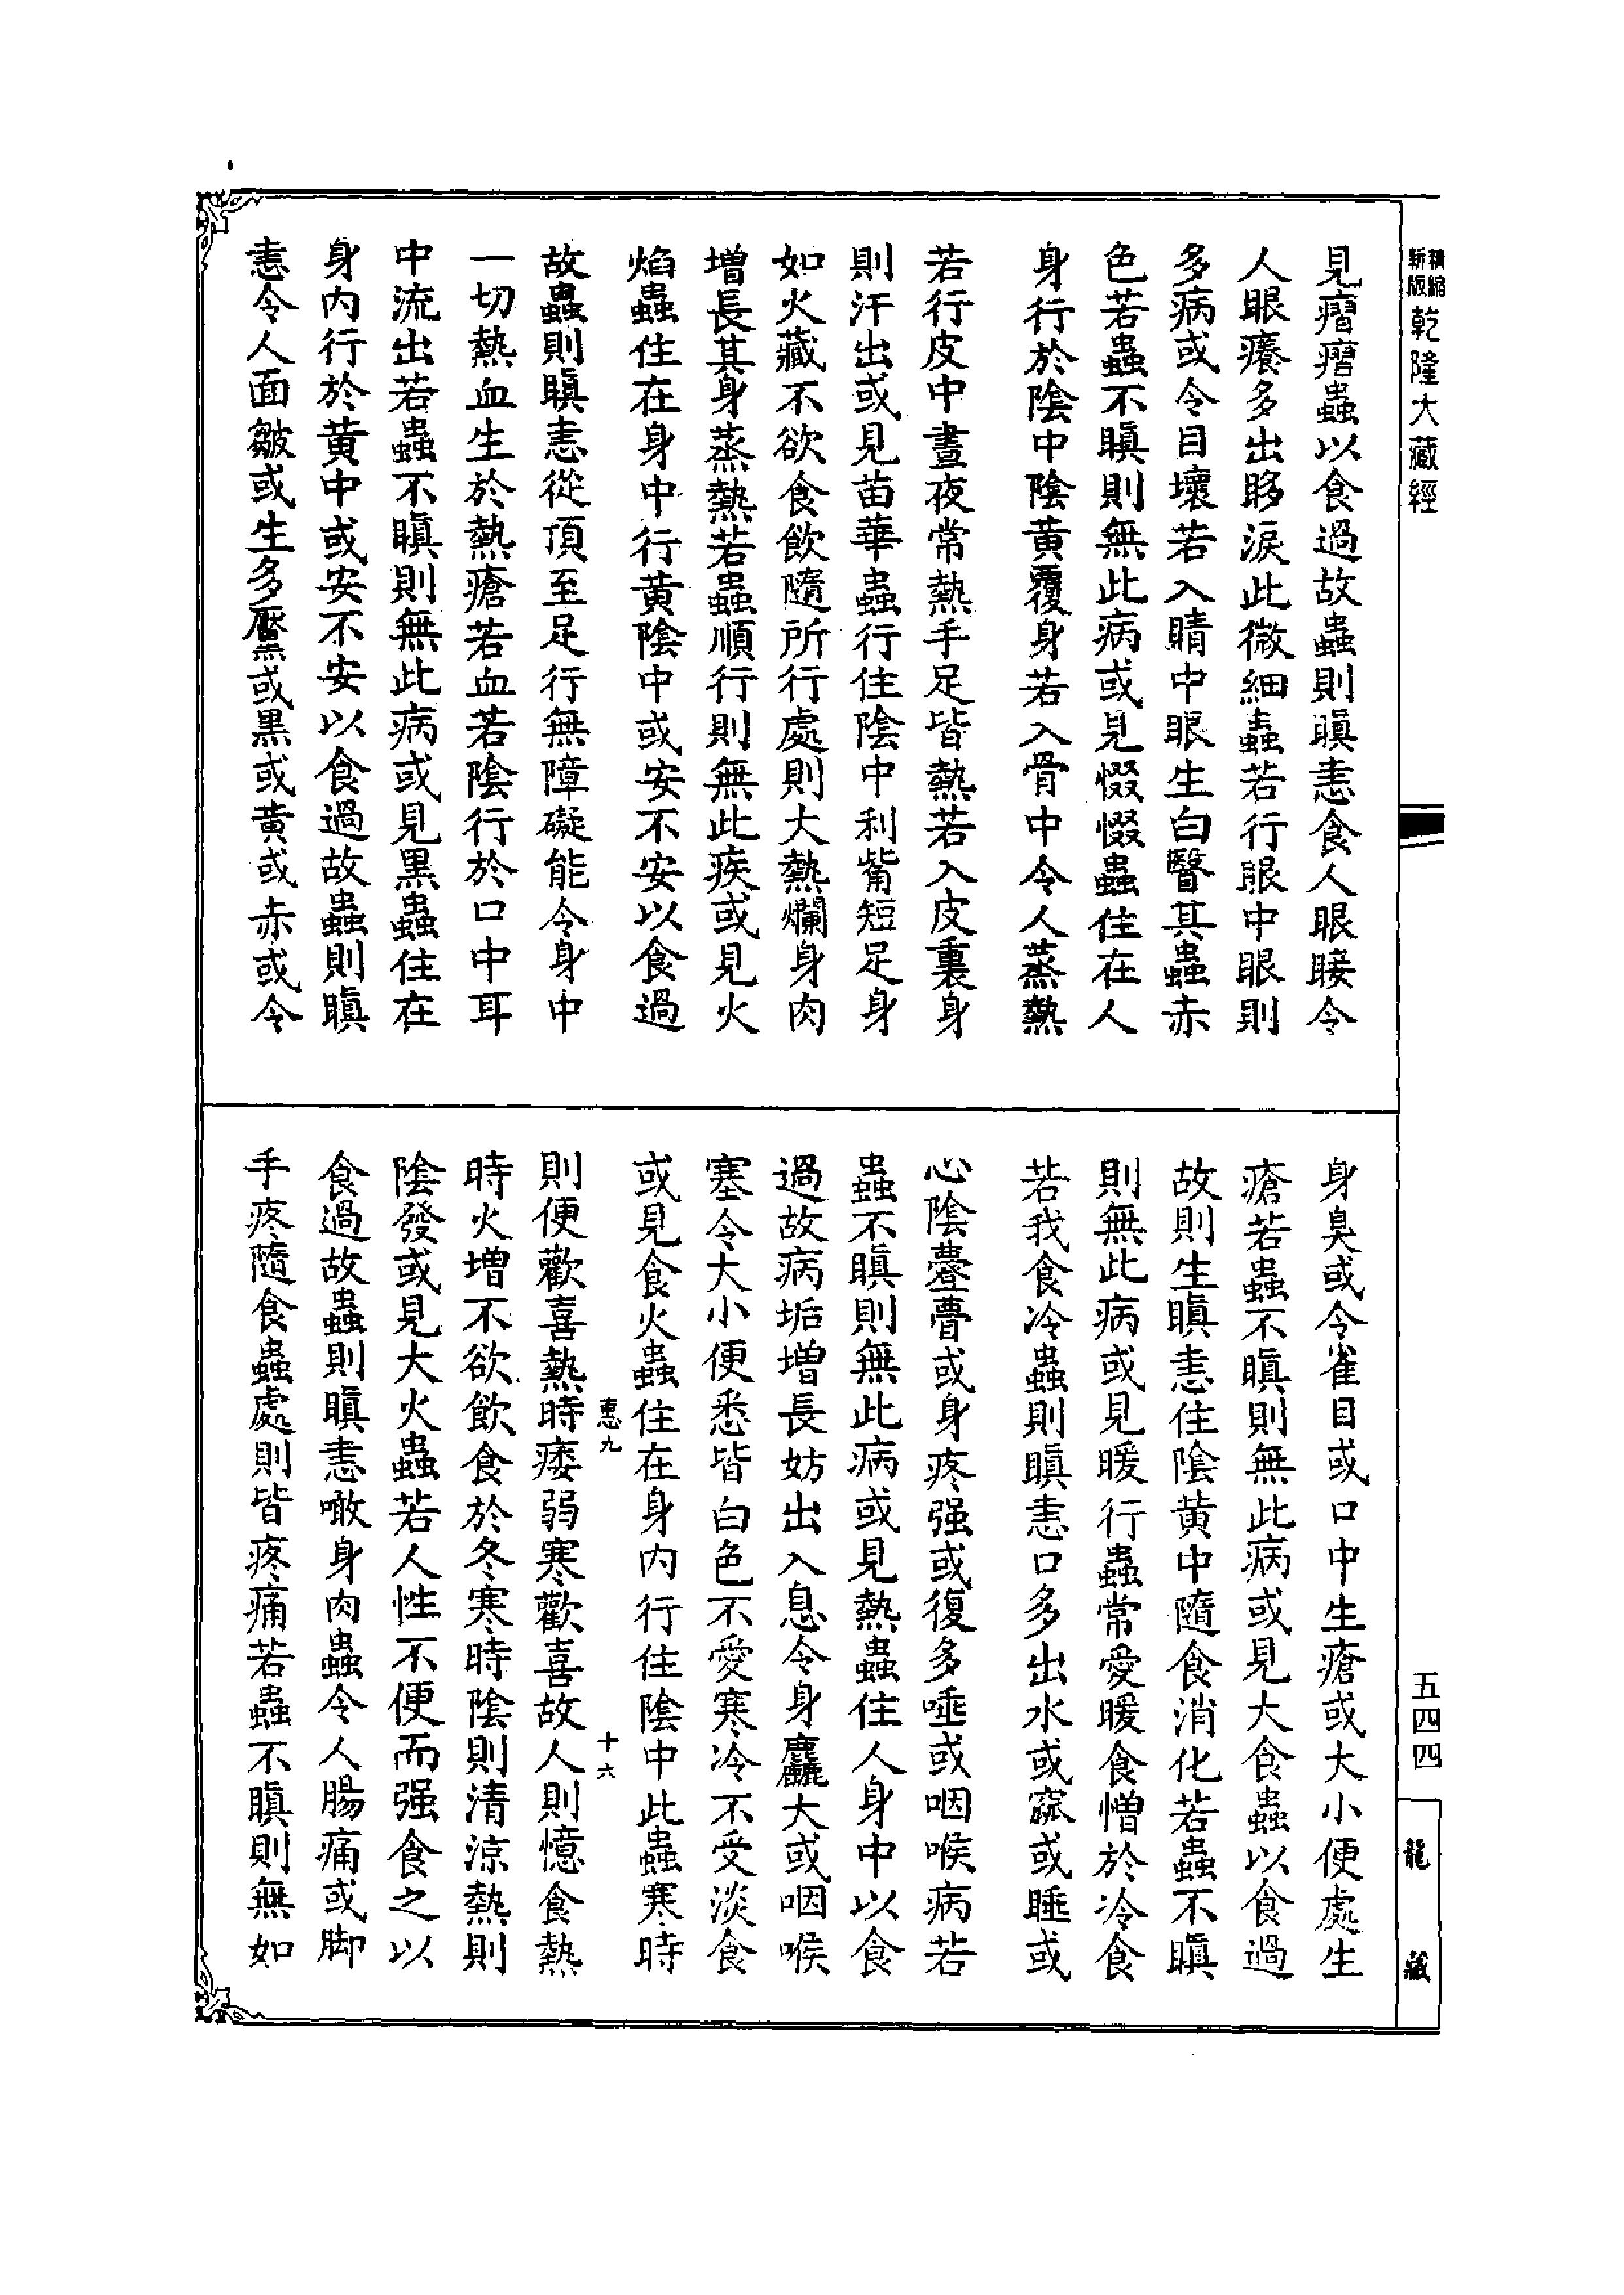 精縮新版乾隆大藏經
見瘤瘤蟲以食過故蟲則瞋恚食人眼睫令
人眼癢多出眵淚此微細蟲若行眼中眼則
多病或令目壞若入睛中眼生白瞖其蟲赤
色若蟲不瞋則無此病或見惙惙蟲住在人
身行於陰中陰黃覆身若入骨中令人蒸熱
若行皮中晝夜常熱手足皆熱若入皮裏身
則汗出或見苗華蟲行住陰中利觜短足身
如火藏不欲食飲隨所行處則大熱爛身肉
增長其身蒸熱若蟲順行則無此疾或見火
焰蟲住在身中行黃陰中或安不安以食過
故蟲則瞋恚從頂至足行無障礙能令身中
一切熱血生於熱瘡若血若陰行於口中耳
中流出若蟲不瞋則無此病或見黑蟲住在
身內行於黃中或安不安以食過故蟲則瞋
恚令人面皺或生多黶或黑或黃或赤或令
身臭或令雀目或口中生瘡或大小便處生
瘡若蟲不瞋則無此病或見大食蟲以食過
故則生瞋恚住陰黃中隨食消化若蟲不瞋
則無此病或見暖行蟲常愛暖食憎於冷食
若我食冷蟲則瞋恚口多出水或窳或睡或
心陰薹瞢或身疼强或復多唾或咽喉病若
蟲不瞋則無此病或見熱蟲住人身中以食
過故病垢增長妨出入息令身麤大或咽喉
塞令大小便悉皆白色不愛寒冷不受淡食
或見食火蟲住在身內行住陰中此蟲寒時
惠九 十六
則便歡喜熱時痿弱寒歡喜故人則憶食熱
時火增不欲飲食於冬寒時陰則清涼熱則
陰發或見大火蟲若人性不便而强食之以
食過故蟲則瞋恚噉身肉蟲令人腸痛或脚
手疼隨食蟲處則皆疼痛若蟲不瞋則無如
五四四
龍藏